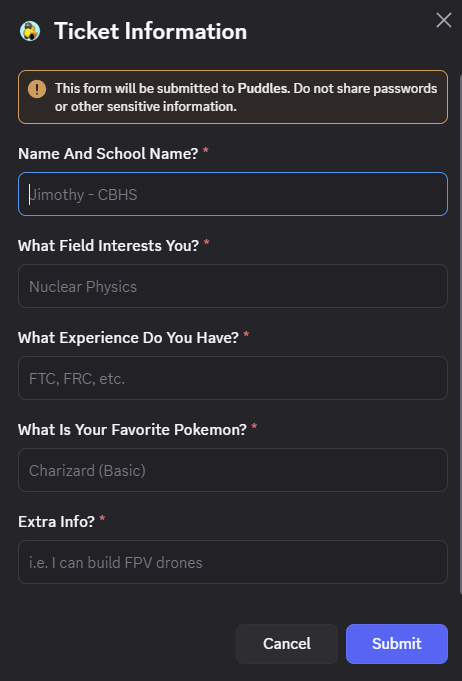 Ticket Information
This form will be submitted to Puddles. Do not share passwords
or other sensitive information.
Name And School Name? *
Jimothy - CBHS
What Field Interests You? *
Nuclear Physics
What Experience Do You Have? *
FTC, FRC, etc.
What Is Your Favorite Pokemon? *
Charizard (Basic)
Extra Info? *
i.e. I can build FPV drones
Cancel
Submit